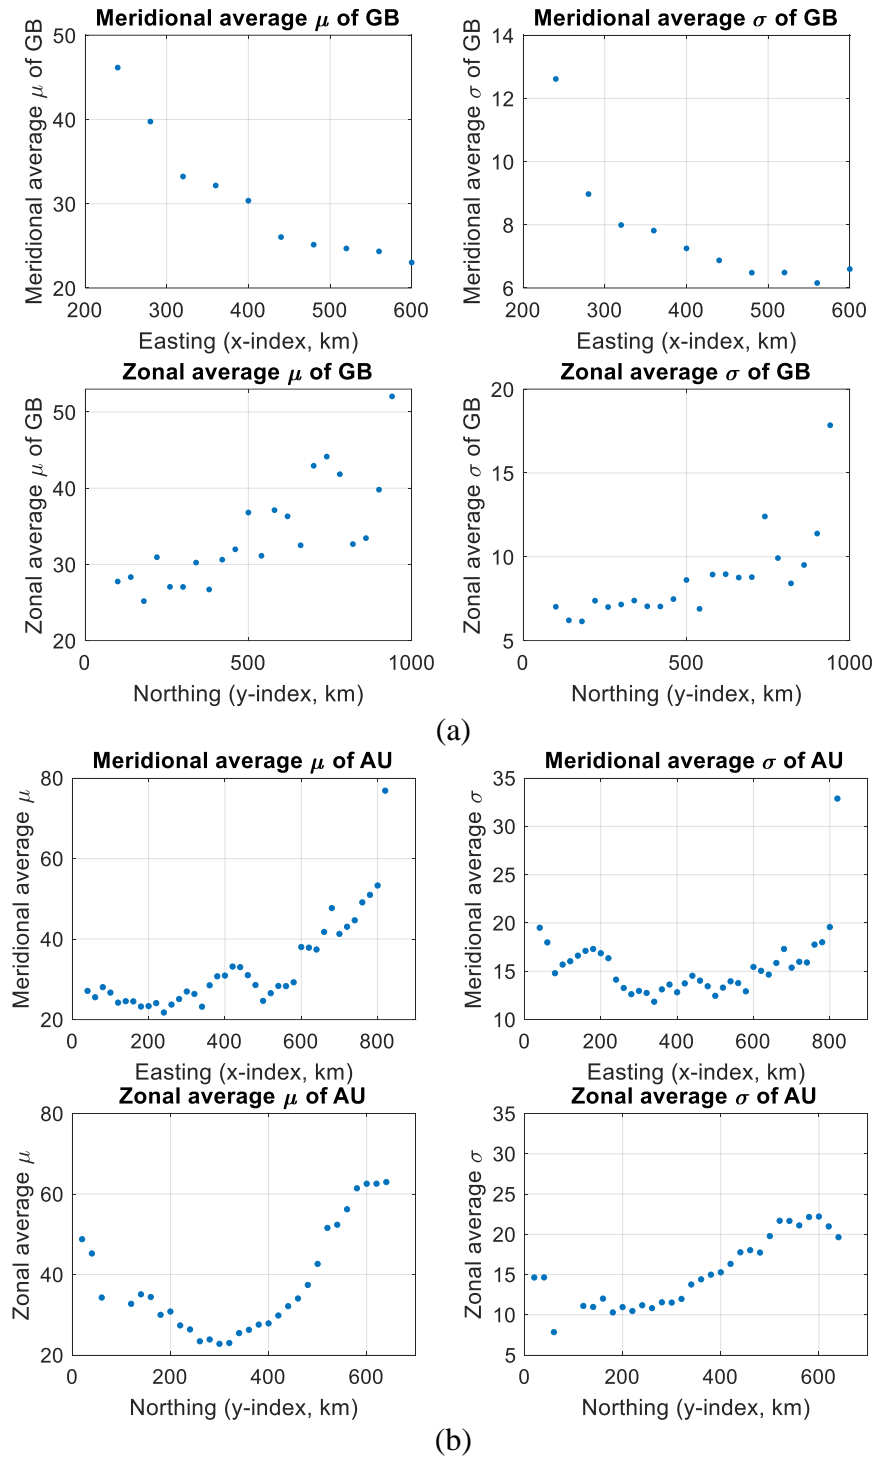 Meridional average μ of GB
Meridional average μ of GB
50
40
30
20
200 300 400 500 600
Easting (x-index, km)
Meridional average σ of GB
Meridional average σ of GB
14
12
10
8
6
200 300 400 500 600
Easting (x-index, km)
Zonal average μ of GB
Zonal average μ of GB
50
40
30
20
0 500 1000
Northing (y-index, km)
Zonal average σ of GB
Zonal average σ of GB
20
15
10
5
0 500 1000
Northing (y-index, km)
(a)
Meridional average μ of AU
Meridional average μ
80
60
40
20
0 200 400 600 800
Easting (x-index, km)
Meridional average σ of AU
Meridional average σ
35
30
25
20
15
10
0 200 400 600 800
Easting (x-index, km)
Zonal average μ of AU
Zonal average μ
80
60
40
20
0 200 400 600
Northing (y-index, km)
Zonal average σ of AU
Zonal average σ
35
30
25
20
15
10
5
0 200 400 600
Northing (y-index, km)
(b)